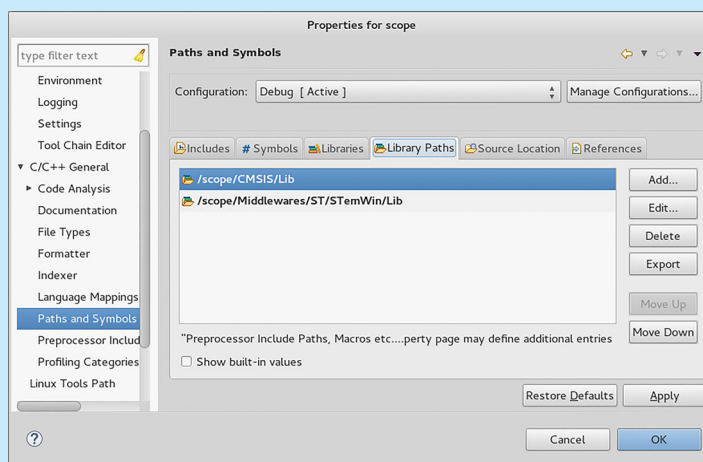 Properties for scope
type filter text
Environment
Logging
Settings
Tool Chain Editor
C/C++ General
Code Analysis
Documentation
File Types
Formatter
Indexer
Language Mappings
Paths and Symbols
Preprocessor Includ
Profiling Categories
Linux Tools Path
Paths and Symbols
Configuration: Debug [ Active ] Manage Configurations...
Includes # Symbols Libraries Library Paths Source Location References
/scope/CMSIS/Lib
/scope/Middlewares/ST/STemWin/Lib
Add...
Edit...
Delete
Export
Move Up
Move Down
"Preprocessor Include Paths, Macros etc....perty page may define additional entries
Show built-in values
Restore Defaults Apply
? Cancel OK